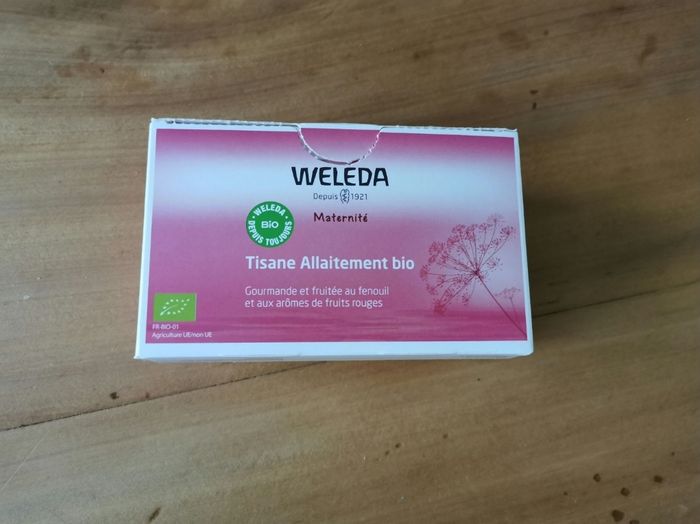 WELEDA
Depuis 1921
Maternité
WELEDA
BIO
DEPUIS TOUJOURS
Tisane Allaitement bio
Gourmande et fruitée au fenouil
et aux arômes de fruits rouges
FR-BIO-01
Agriculture UE/non UE